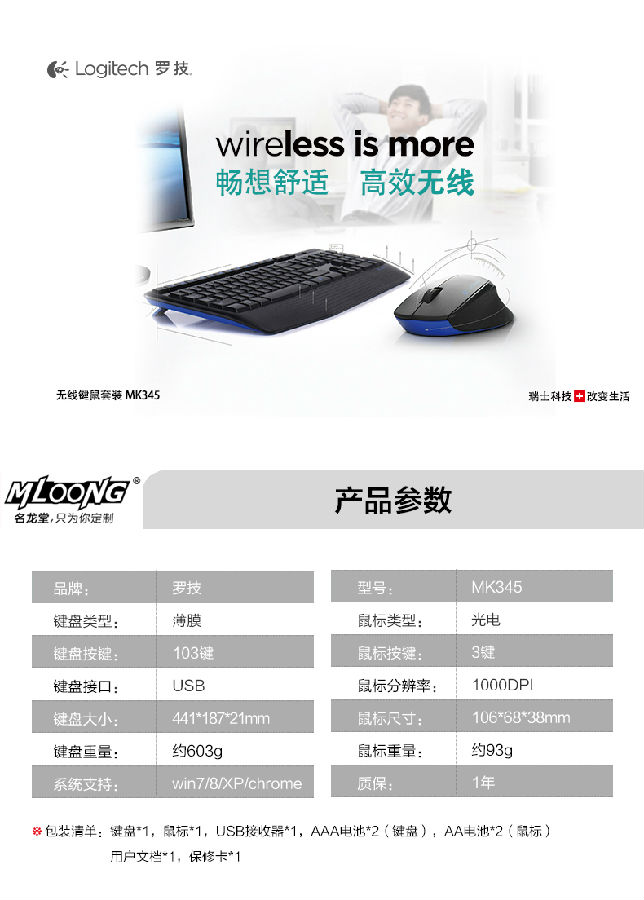 Logitech 罗技
wireless is more
畅想舒适 高效无线
无线键鼠套装 MK345
瑞士科技 改变生活
MLOONG®
名龙堂,只为你定制
产品参数
品牌： 罗技 型号： MK345
键盘类型： 薄膜 鼠标类型： 光电
键盘按键： 103键 鼠标按键： 3键
键盘接口： USB 鼠标分辨率： 1000DPI
键盘大小： 441*187*21mm 鼠标尺寸： 106*68*38mm
键盘重量： 约603g 鼠标重量： 约93g
系统支持： win7/8/XP/chrome 质保： 1年
※包装清单：键盘*1，鼠标*1，USB接收器*1，AAA电池*2（键盘），AA电池*2（鼠标）
用户文档*1，保修卡*1